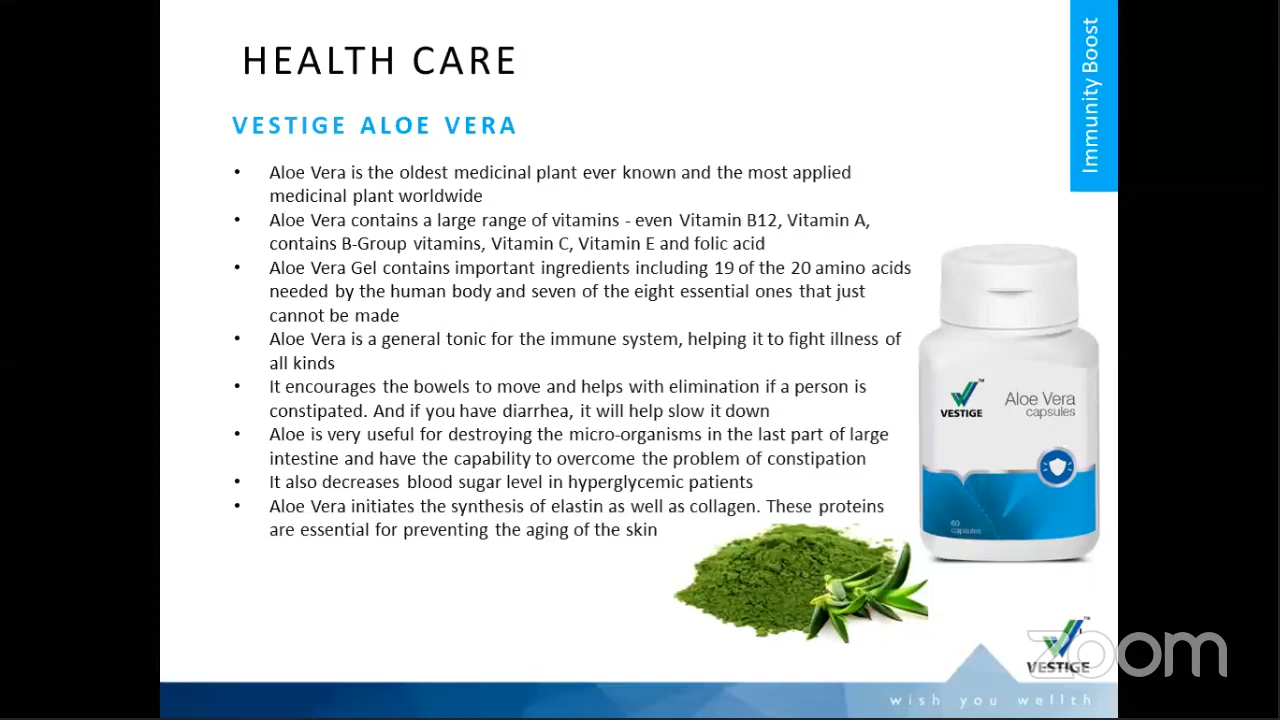 HEALTH CARE
Immunity Boost
VESTIGE ALOE VERA
• Aloe Vera is the oldest medicinal plant ever known and the most applied
medicinal plant worldwide
• Aloe Vera contains a large range of vitamins - even Vitamin B12, Vitamin A,
contains B-Group vitamins, Vitamin C, Vitamin E and folic acid
• Aloe Vera Gel contains important ingredients including 19 of the 20 amino acids
needed by the human body and seven of the eight essential ones that just
cannot be made
• Aloe Vera is a general tonic for the immune system, helping it to fight illness of
all kinds
• It encourages the bowels to move and helps with elimination if a person is
constipated. And if you have diarrhea, it will help slow it down
• Aloe is very useful for destroying the micro-organisms in the last part of large
intestine and have the capability to overcome the problem of constipation
• It also decreases blood sugar level in hyperglycemic patients
• Aloe Vera initiates the synthesis of elastin as well as collagen. These proteins
are essential for preventing the aging of the skin
TM
VESTIGE
Aloe Vera
capsules
60
capsules
TM
VESTIGE
zoom
wish you wellth